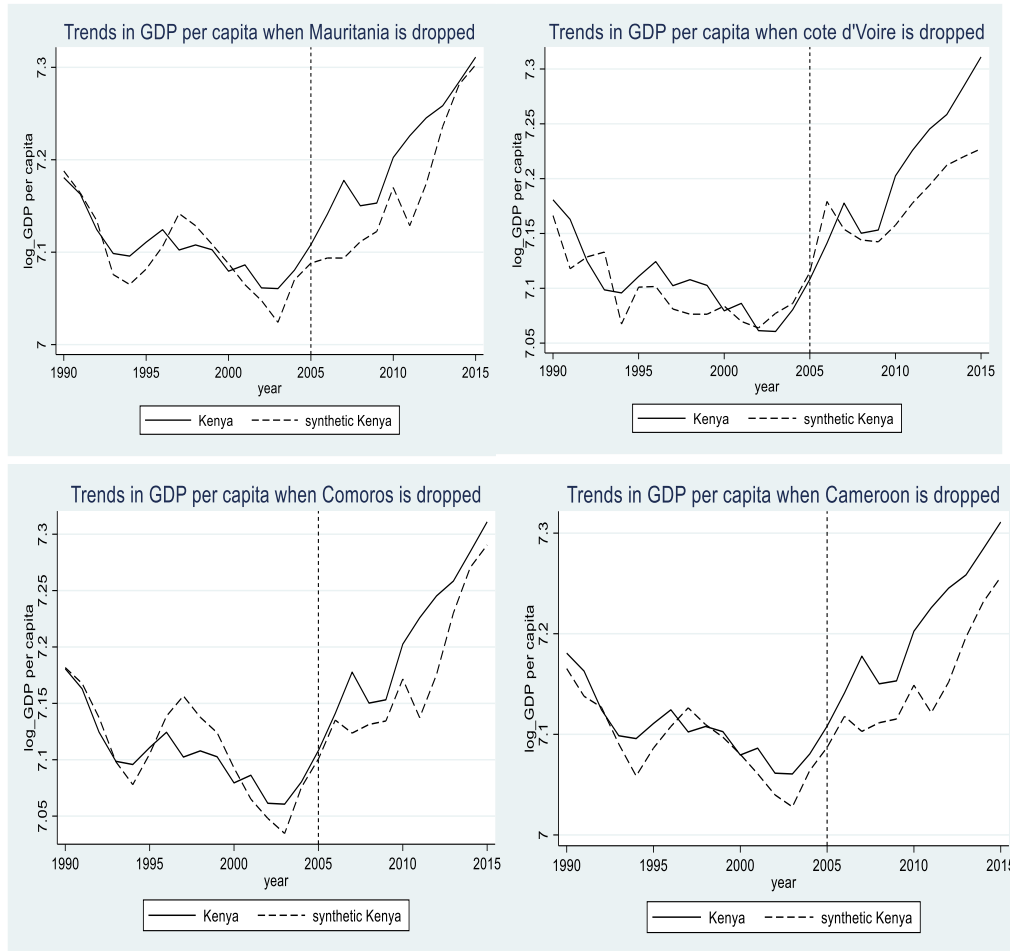 Trends in GDP per capita when Mauritania is dropped
log_GDP per capita
7.3
7.2
7.1
7
1990 1995 2000 2005 2010 2015
year
Kenya synthetic Kenya
Trends in GDP per capita when cote d'Voire is dropped
log_GDP per capita
7.3
7.25
7.2
7.15
7.1
7.05
1990 1995 2000 2005 2010 2015
year
Kenya synthetic Kenya
Trends in GDP per capita when Comoros is dropped
log_GDP per capita
7.3
7.25
7.2
7.15
7.1
7.05
1990 1995 2000 2005 2010 2015
year
Kenya synthetic Kenya
Trends in GDP per capita when Cameroon is dropped
log_GDP per capita
7.3
7.2
7.1
7
1990 1995 2000 2005 2010 2015
year
Kenya synthetic Kenya